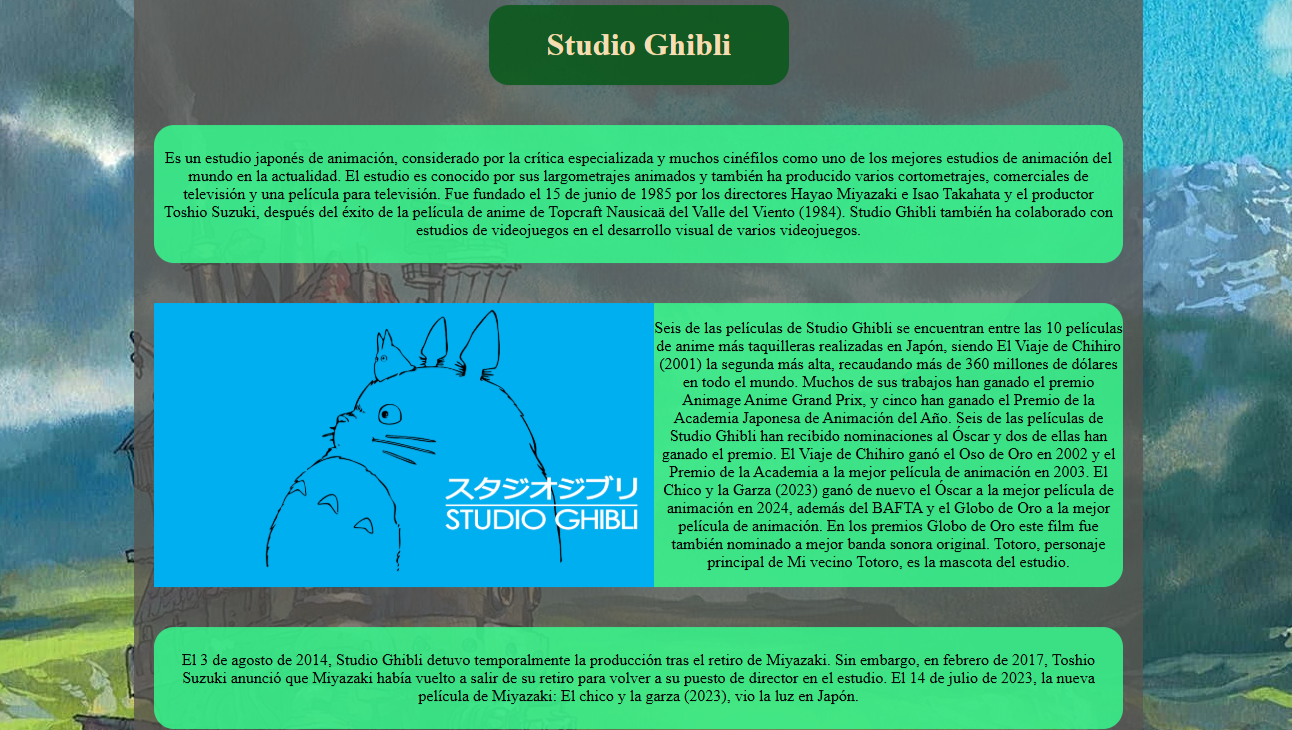 Studio Ghibli
Es un estudio japonés de animación, considerado por la crítica especializada y muchos cinéfilos como uno de los mejores estudios de animación del
mundo en la actualidad. El estudio es conocido por sus largometrajes animados y también ha producido varios cortometrajes, comerciales de
televisión y una película para televisión. Fue fundado el 15 de junio de 1985 por los directores Hayao Miyazaki e Isao Takahata y el productor
Toshio Suzuki, después del éxito de la película de anime de Topcraft Nausicaä del Valle del Viento (1984). Studio Ghibli también ha colaborado con
estudios de videojuegos en el desarrollo visual de varios videojuegos.
スタジオジブリ
STUDIO GHIBLI
Seis de las películas de Studio Ghibli se encuentran entre las 10 películas
de anime más taquilleras realizadas en Japón, siendo El Viaje de Chihiro
(2001) la segunda más alta, recaudando más de 360 millones de dólares
en todo el mundo. Muchos de sus trabajos han ganado el premio
Animage Anime Grand Prix, y cinco han ganado el Premio de la
Academia Japonesa de Animación del Año. Seis de las películas de
Studio Ghibli han recibido nominaciones al Óscar y dos de ellas han
ganado el premio. El Viaje de Chihiro ganó el Oso de Oro en 2002 y el
Premio de la Academia a la mejor película de animación en 2003. El
Chico y la Garza (2023) ganó de nuevo el Óscar a la mejor película de
animación en 2024, además del BAFTA y el Globo de Oro a la mejor
película de animación. En los premios Globo de Oro este film fue
también nominado a mejor banda sonora original. Totoro, personaje
principal de Mi vecino Totoro, es la mascota del estudio.
El 3 de agosto de 2014, Studio Ghibli detuvo temporalmente la producción tras el retiro de Miyazaki. Sin embargo, en febrero de 2017, Toshio
Suzuki anunció que Miyazaki había vuelto a salir de su retiro para volver a su puesto de director en el estudio. El 14 de julio de 2023, la nueva
película de Miyazaki: El chico y la garza (2023), vio la luz en Japón.